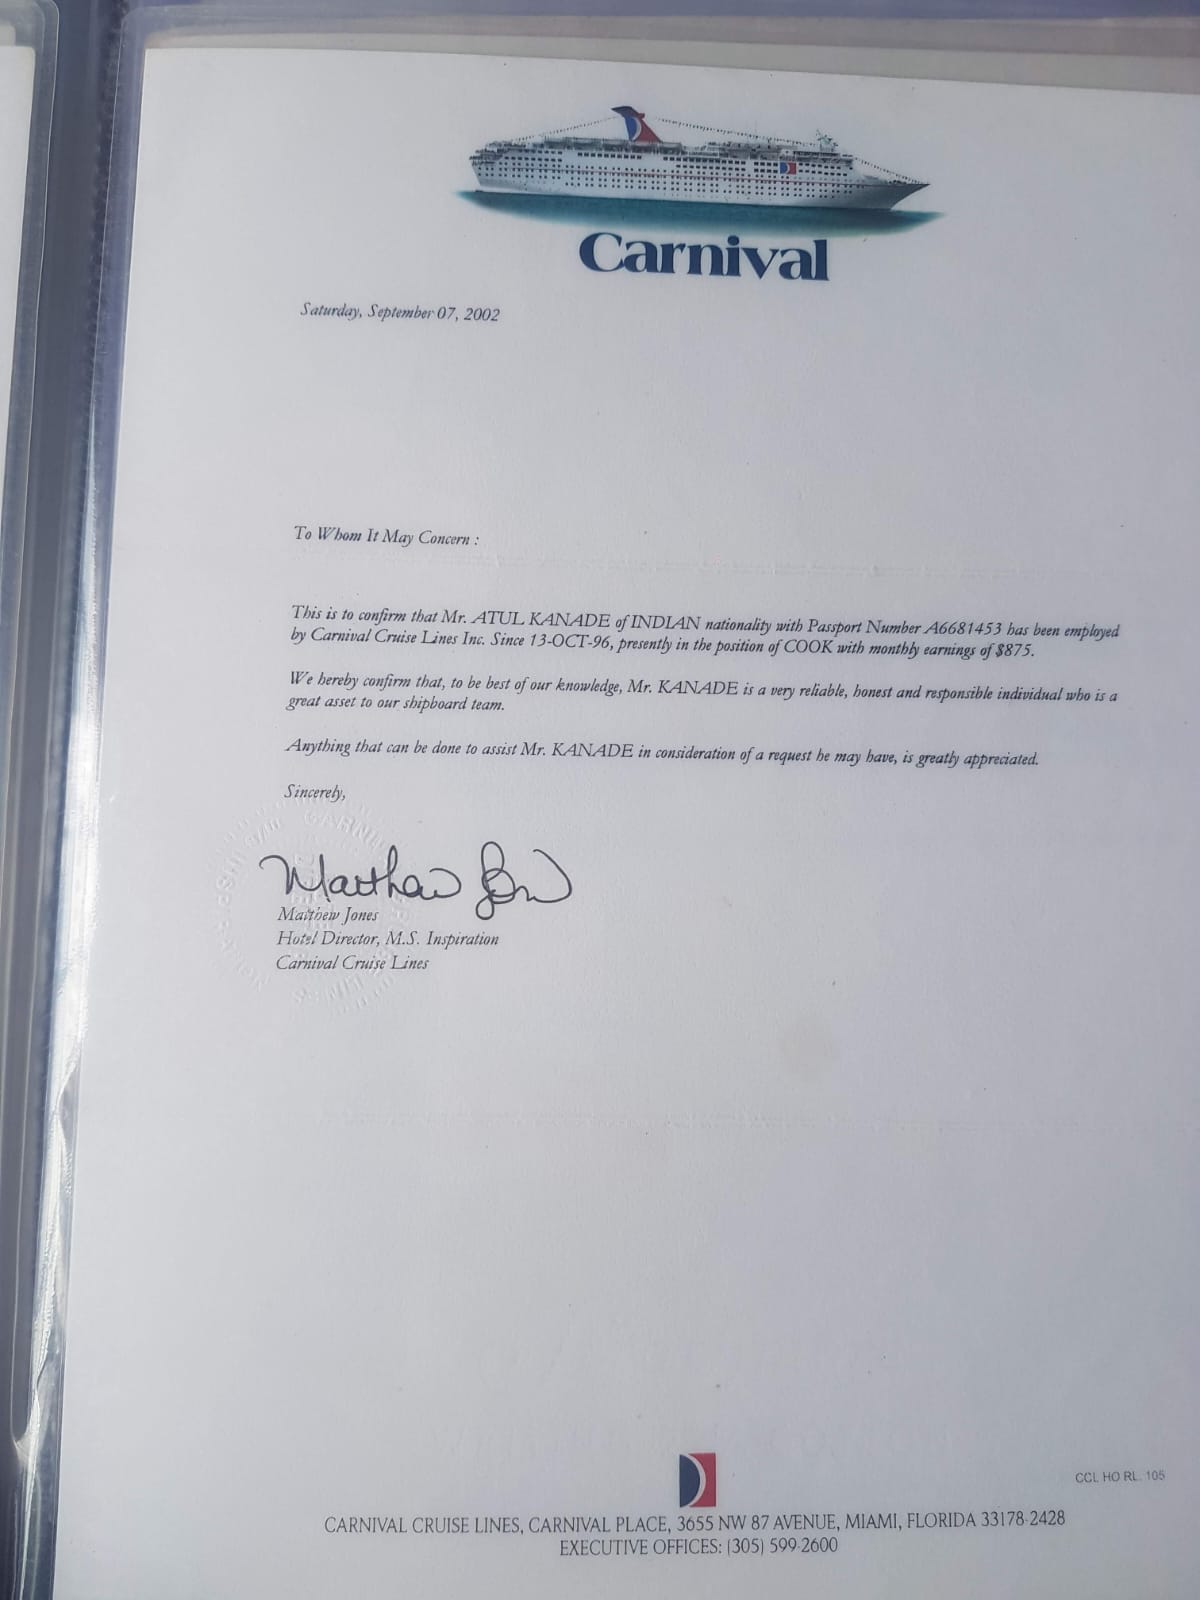 Carnival
Saturday, September 07, 2002
To Whom It May Concern :
This is to confirm that Mr. ATUL KANADE of INDIAN nationality with Passport Number A6681453 has been employed
by Carnival Cruise Lines Inc. Since 13-OCT-96, presently in the position of COOK with monthly earnings of $875.
We hereby confirm that, to be best of our knowledge, Mr. KANADE is a very reliable, honest and responsible individual who is a
great asset to our shipboard team.
Anything that can be done to assist Mr. KANADE in consideration of a request he may have, is greatly appreciated.
Sincerely,
Matthew Jones
Matthew Jones
Hotel Director, M.S. Inspiration
Carnival Cruise Lines
CCL HO RL. 105
CARNIVAL CRUISE LINES, CARNIVAL PLACE, 3655 NW 87 AVENUE, MIAMI, FLORIDA 33178-2428
EXECUTIVE OFFICES: (305) 599-2600